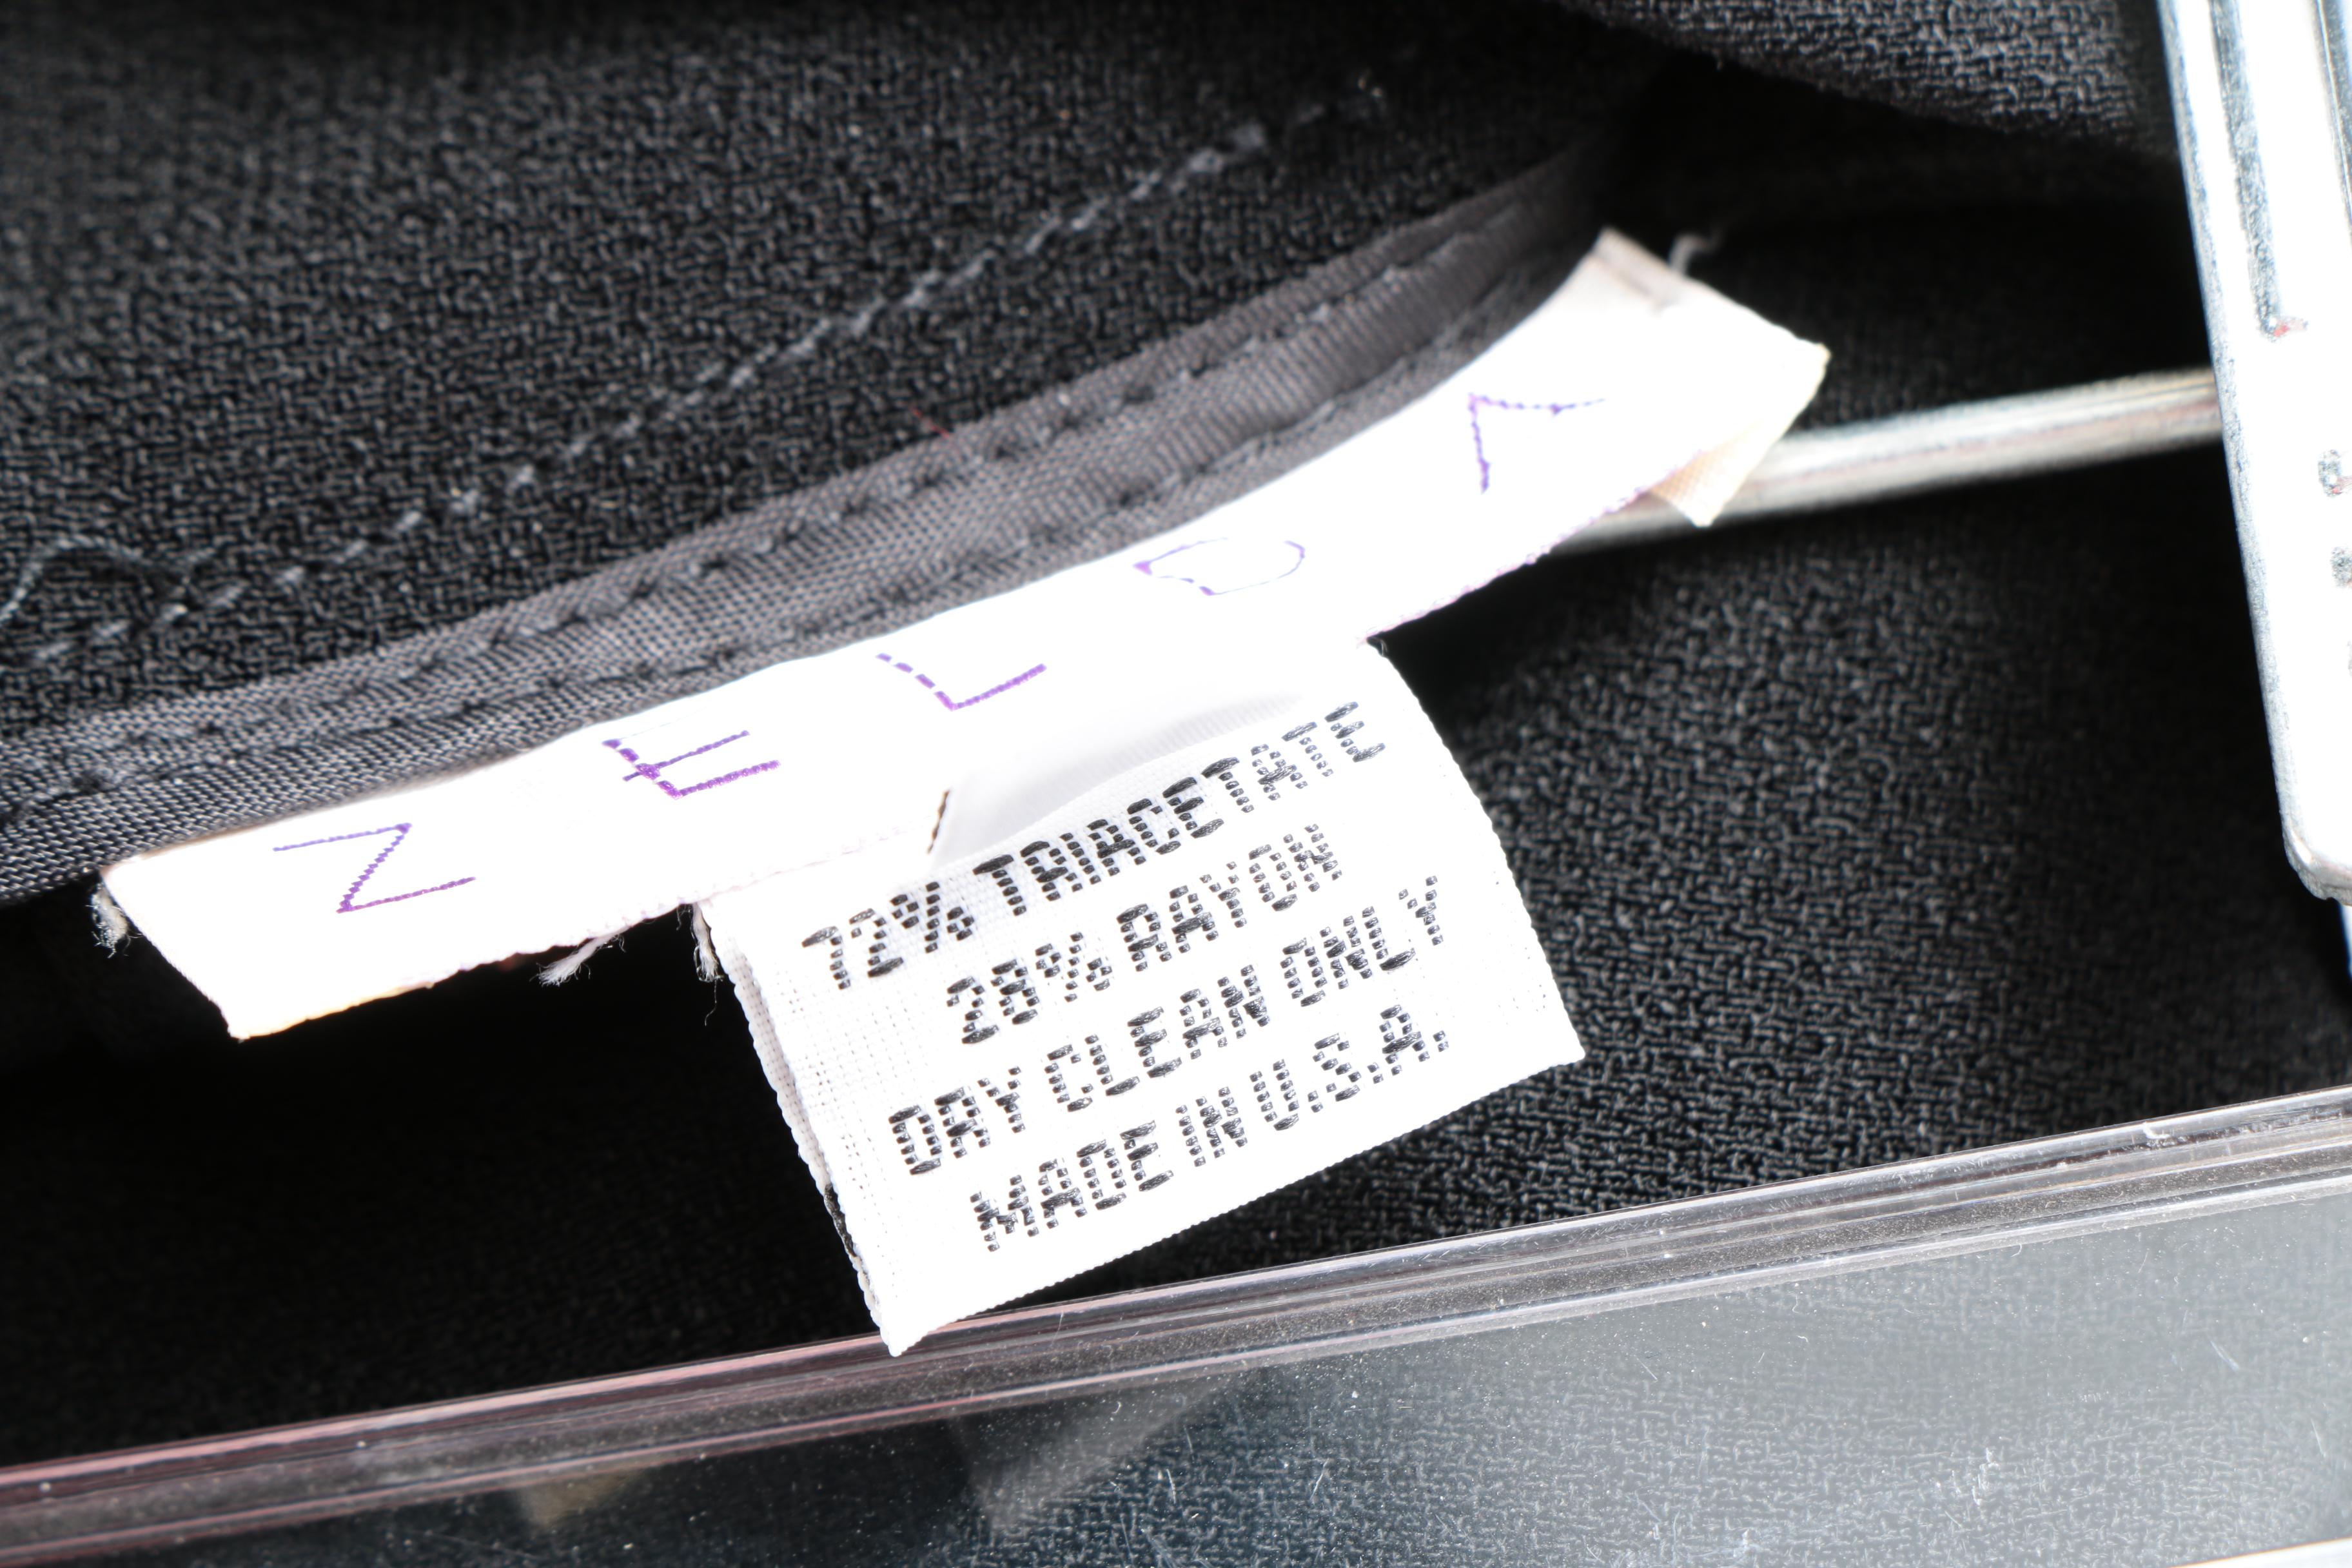 ZELDA
72% TRIACETATE
28% RAYON
DRY CLEAN ONLY
MADE IN U.S.A.